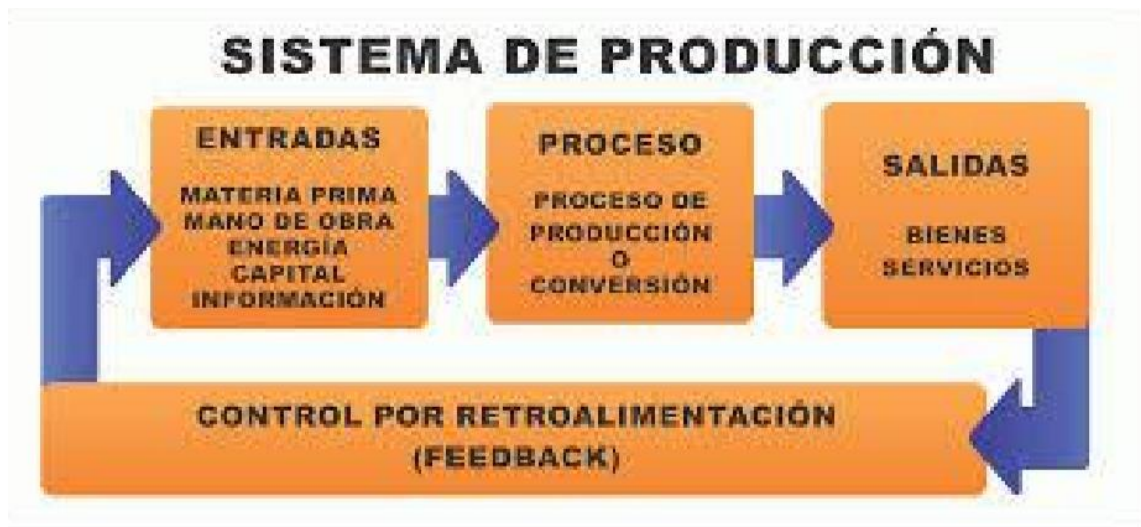 SISTEMA DE PRODUCCIÓN
ENTRADAS
MATERIA PRIMA
MANO DE OBRA
ENERGÍA
CAPITAL
INFORMACIÓN
PROCESO
PROCESO DE
PRODUCCIÓN
O
CONVERSIÓN
SALIDAS
BIENES
SERVICIOS
CONTROL POR RETROALIMENTACIÓN
(FEEDBACK)